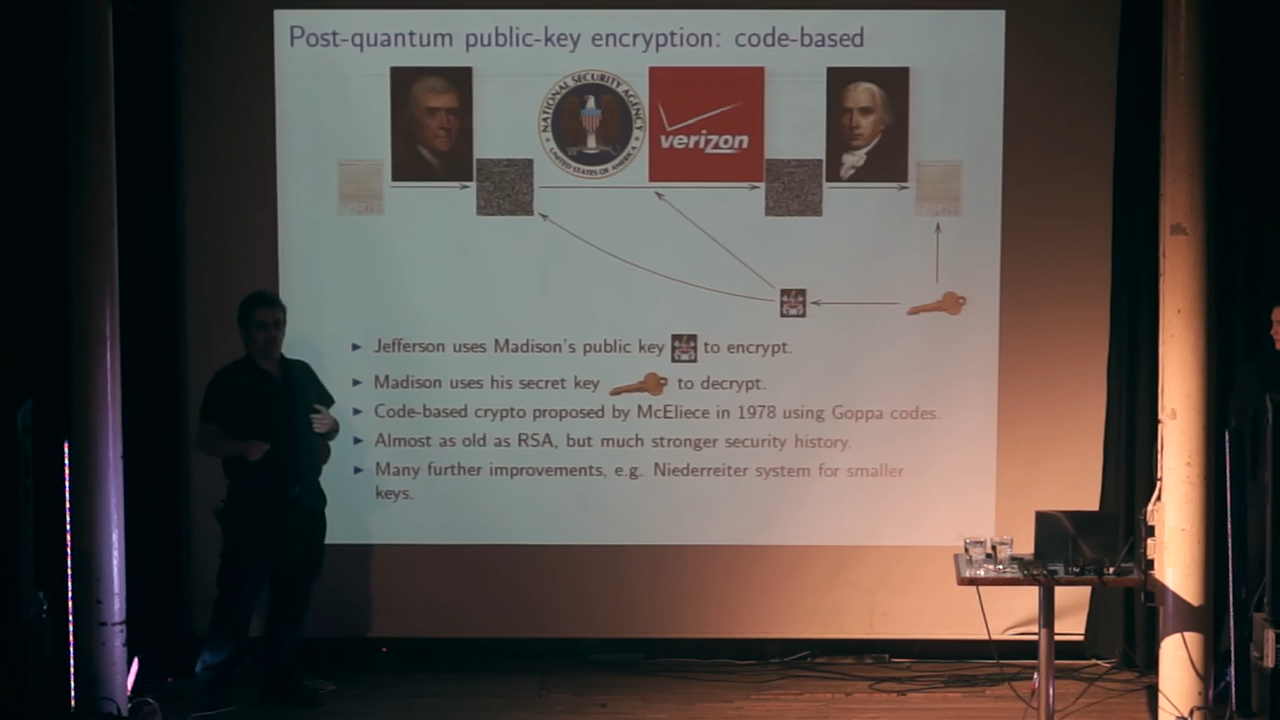 Post-quantum public-key encryption: code-based
NATIONAL SECURITY AGENCY
UNITED STATES OF AMERICA
verizon
Jefferson uses Madison's public key to encrypt.
Madison uses his secret key to decrypt.
Code-based crypto proposed by McEliece in 1978 using Goppa codes.
Almost as old as RSA, but much stronger security history.
Many further improvements, e.g. Niederreiter system for smaller
keys.